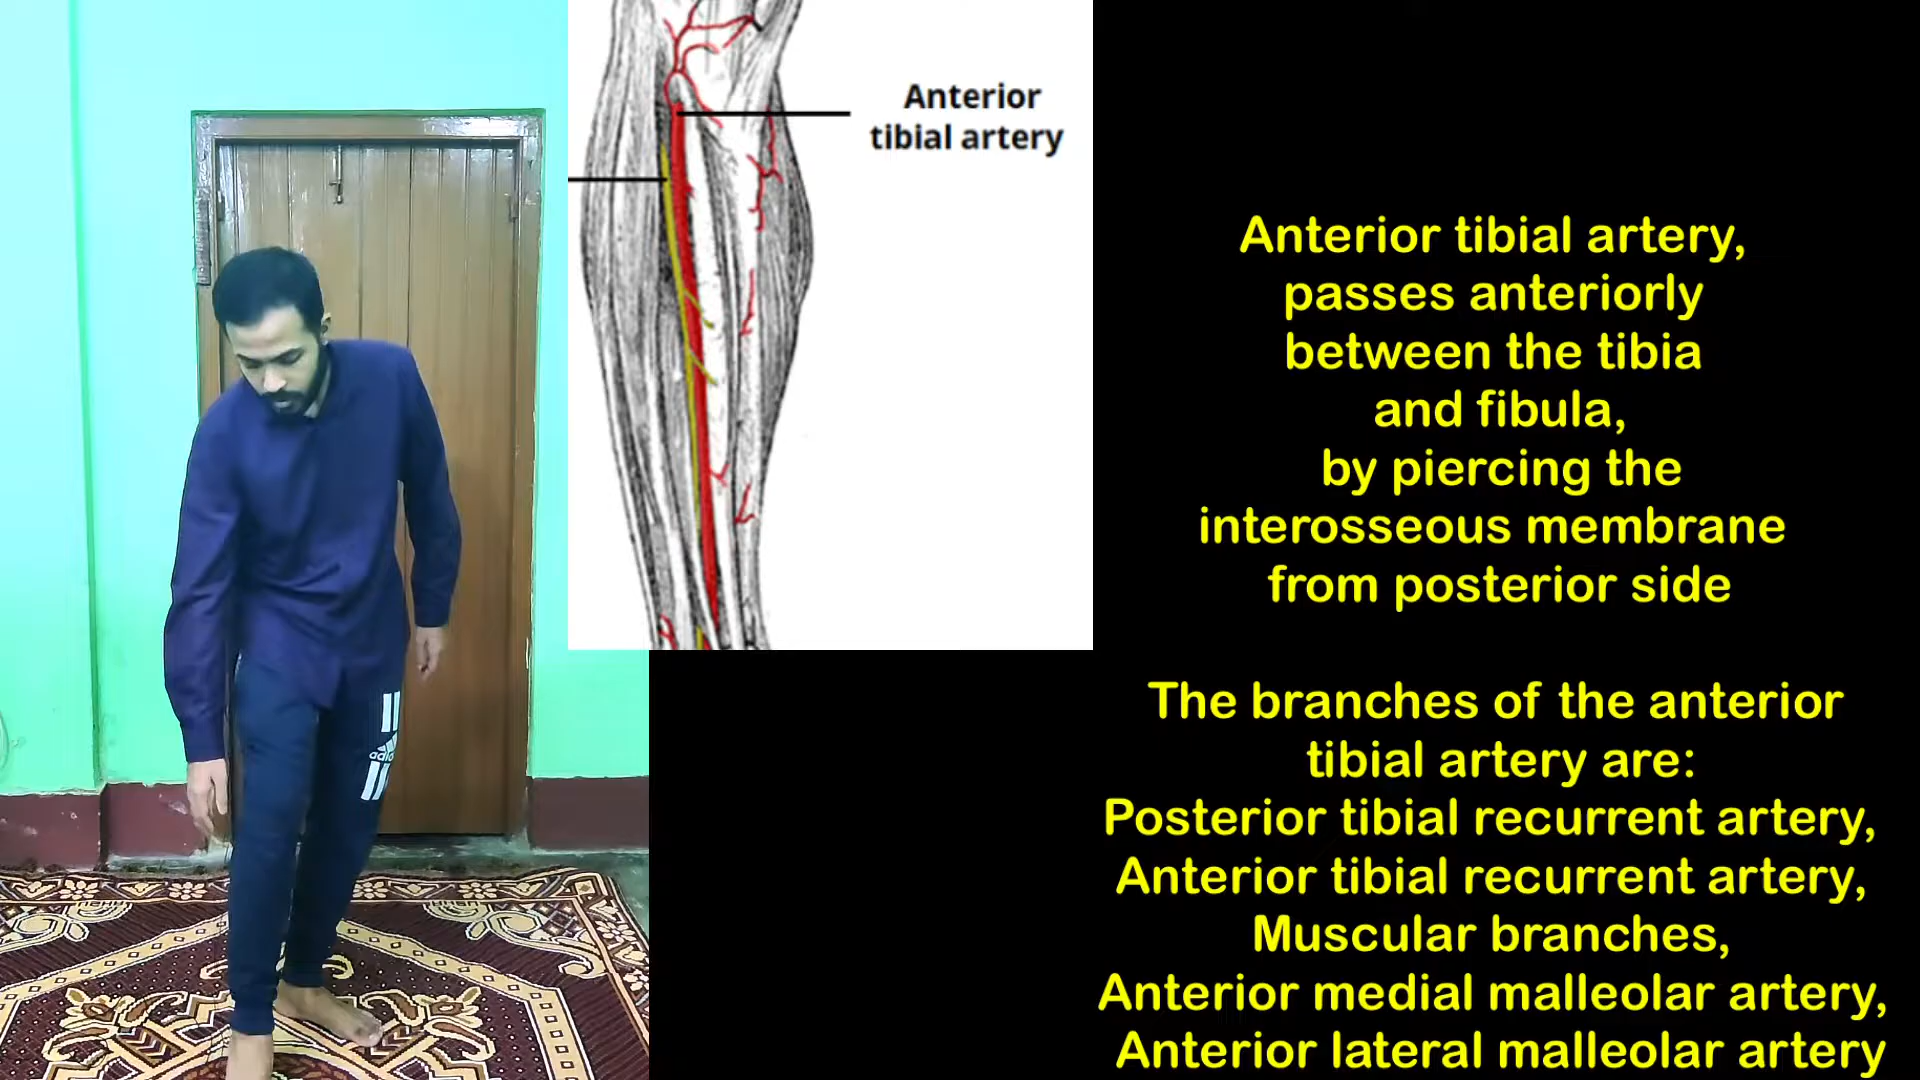 Anterior
tibial artery
Anterior tibial artery,
passes anteriorly
between the tibia
and fibula,
by piercing the
interosseous membrane
from posterior side
The branches of the anterior
tibial artery are:
Posterior tibial recurrent artery,
Anterior tibial recurrent artery,
Muscular branches,
Anterior medial malleolar artery,
Anterior lateral malleolar artery
adidas